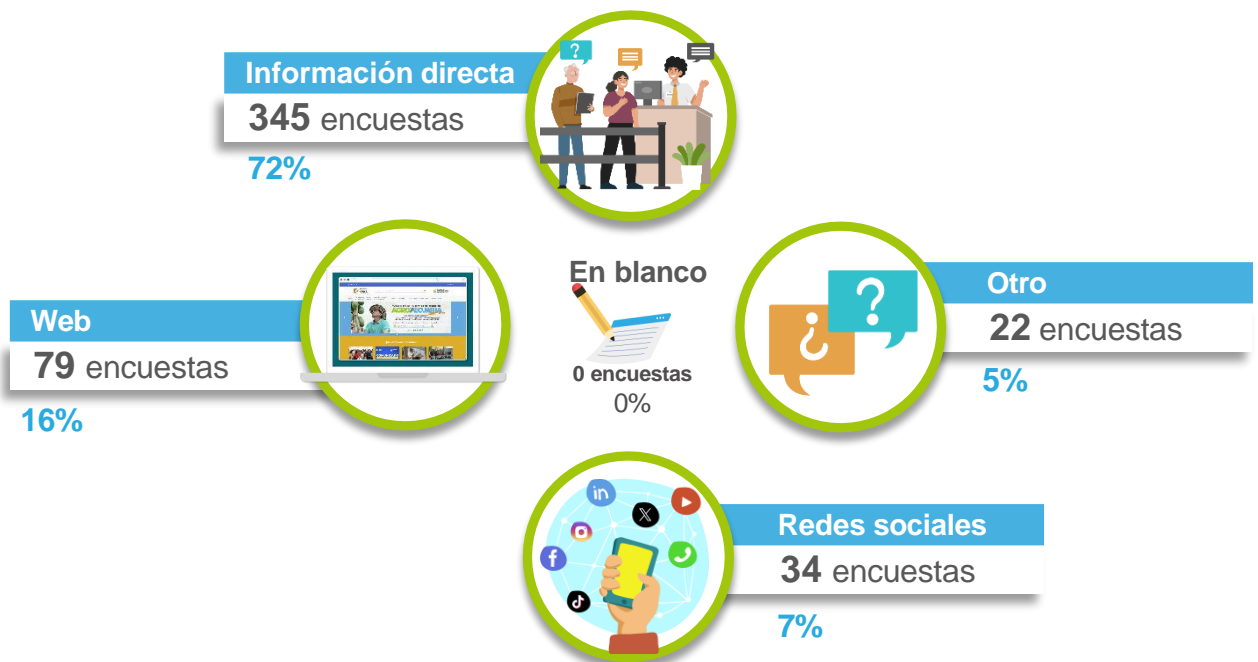 Información directa
345 encuestas
72%
En blanco
0 encuestas
0%
Web
79 encuestas
16%
Otro
22 encuestas
5%
Redes sociales
34 encuestas
7%